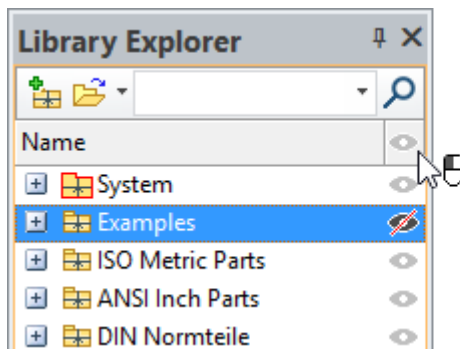 Library Explorer
Name
System
Examples
ISO Metric Parts
ANSI Inch Parts
DIN Normteile